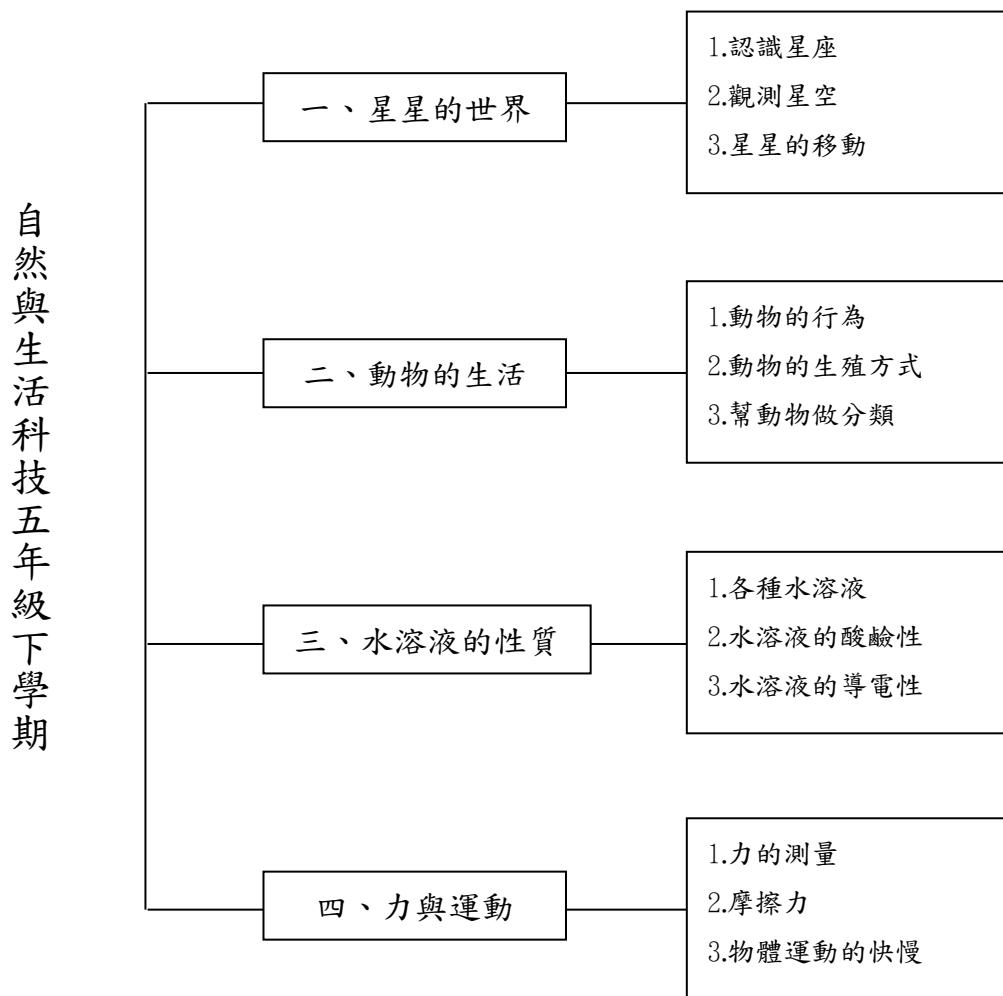 自然與生活科技五年級下學期
一、星星的世界
1.認識星座
2.觀測星空
3.星星的移動
二、動物的生活
1.動物的行為
2.動物的生殖方式
3.幫動物做分類
三、水溶液的性質
1.各種水溶液
2.水溶液的酸鹼性
3.水溶液的導電性
四、力與運動
1.力的測量
2.摩擦力
3.物體運動的快慢